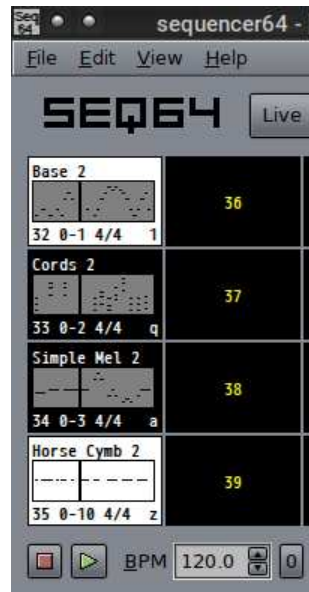 Seq 64 sequencer64 -
File Edit View Help
SEQ64 Live
Base 2
32 0-1 4/4 1
36
Cords 2
33 0-2 4/4 q
37
Simple Mel 2
34 0-3 4/4 a
38
Horse Cymb 2
35 0-10 4/4 z
39
BPM 120.0 0